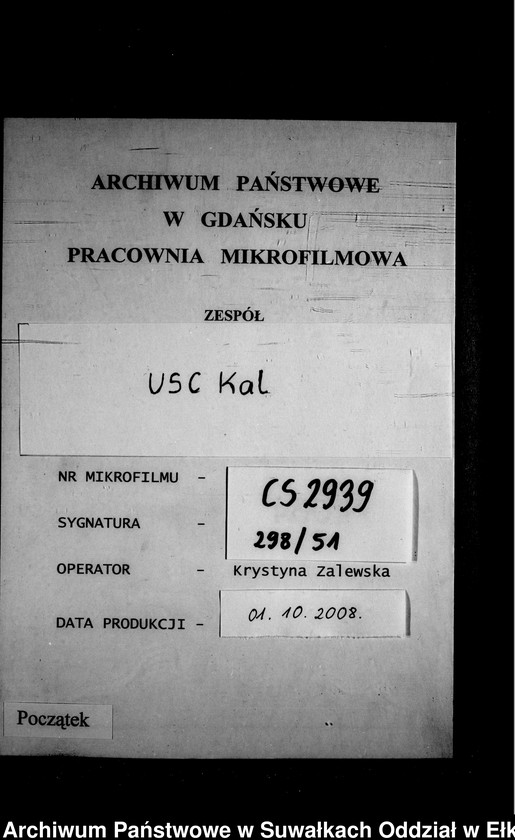 ARCHIWUM PAŃSTWOWE
W GDAŃSKU
PRACOWNIA MIKROFILMOWA
ZESPÓŁ
USC Kal
NR MIKROFILMU - CS 2939
SYGNATURA - 298/51
OPERATOR - Krystyna Zalewska
DATA PRODUKCJI - 01. 10. 2008.
Początek
Archiwum Państwowe w Suwałkach Oddział w Ełk